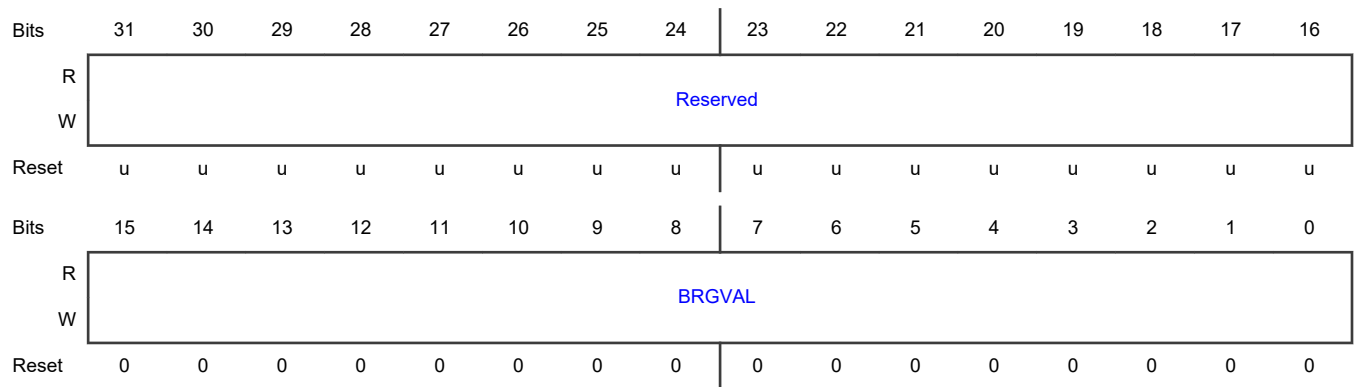 Bits 31 30 29 28 27 26 25 24 23 22 21 20 19 18 17 16
R
Reserved
W
Reset u u u u u u u u u u u u u u u u
Bits 15 14 13 12 11 10 9 8 7 6 5 4 3 2 1 0
R
BRGVAL
W
Reset 0 0 0 0 0 0 0 0 0 0 0 0 0 0 0 0